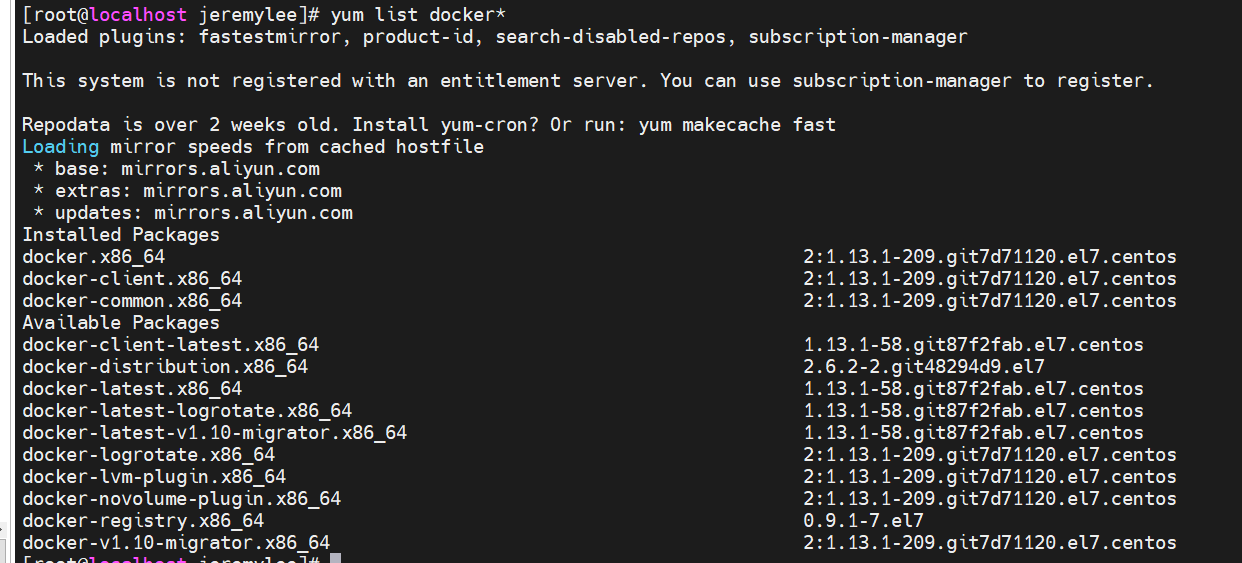 [root@localhost jeremylee]# yum list docker*
Loaded plugins: fastestmirror, product-id, search-disabled-repos, subscription-manager
This system is not registered with an entitlement server. You can use subscription-manager to register.
Repodata is over 2 weeks old. Install yum-cron? Or run: yum makecache fast
Loading mirror speeds from cached hostfile
* base: mirrors.aliyun.com
* extras: mirrors.aliyun.com
* updates: mirrors.aliyun.com
Installed Packages
docker.x86_64 2:1.13.1-209.git7d71120.el7.centos
docker-client.x86_64 2:1.13.1-209.git7d71120.el7.centos
docker-common.x86_64 2:1.13.1-209.git7d71120.el7.centos
Available Packages
docker-client-latest.x86_64 1.13.1-58.git87f2fab.el7.centos
docker-distribution.x86_64 2.6.2-2.git48294d9.el7
docker-latest.x86_64 1.13.1-58.git87f2fab.el7.centos
docker-latest-logrotate.x86_64 1.13.1-58.git87f2fab.el7.centos
docker-latest-v1.10-migrator.x86_64 1.13.1-58.git87f2fab.el7.centos
docker-logrotate.x86_64 2:1.13.1-209.git7d71120.el7.centos
docker-lvm-plugin.x86_64 2:1.13.1-209.git7d71120.el7.centos
docker-novolume-plugin.x86_64 2:1.13.1-209.git7d71120.el7.centos
docker-registry.x86_64 0.9.1-7.el7
docker-v1.10-migrator.x86_64 2:1.13.1-209.git7d71120.el7.centos
[root@localhost jeremylee]#